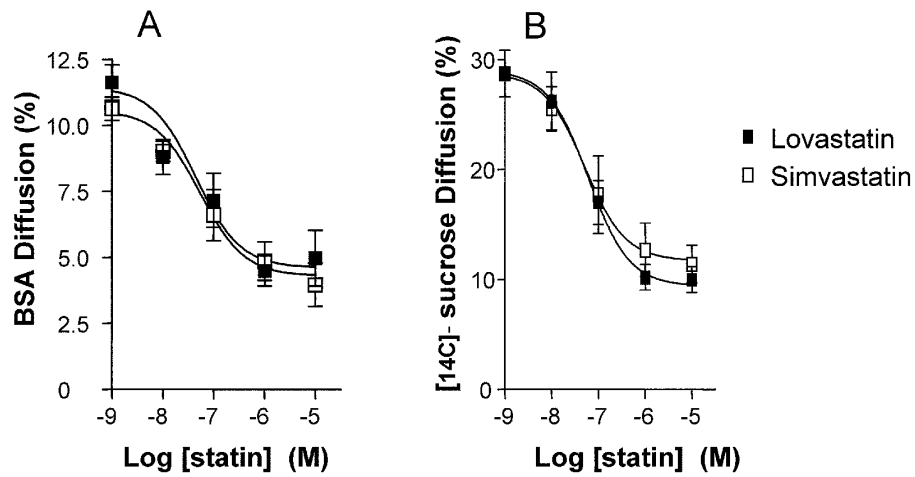 A
BSA Diffusion (%)
12.5
10.0
7.5
5.0
2.5
0
-9 -8 -7 -6 -5
Log [statin] (M)
B
[14C]- sucrose Diffusion (%)
30
20
10
0
-9 -8 -7 -6 -5
Log [statin] (M)
Lovastatin
Simvastatin